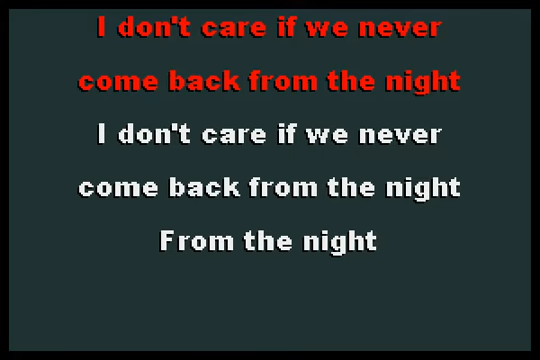 I don't care if we never
come back from the night
I don't care if we never
come back from the night
From the night